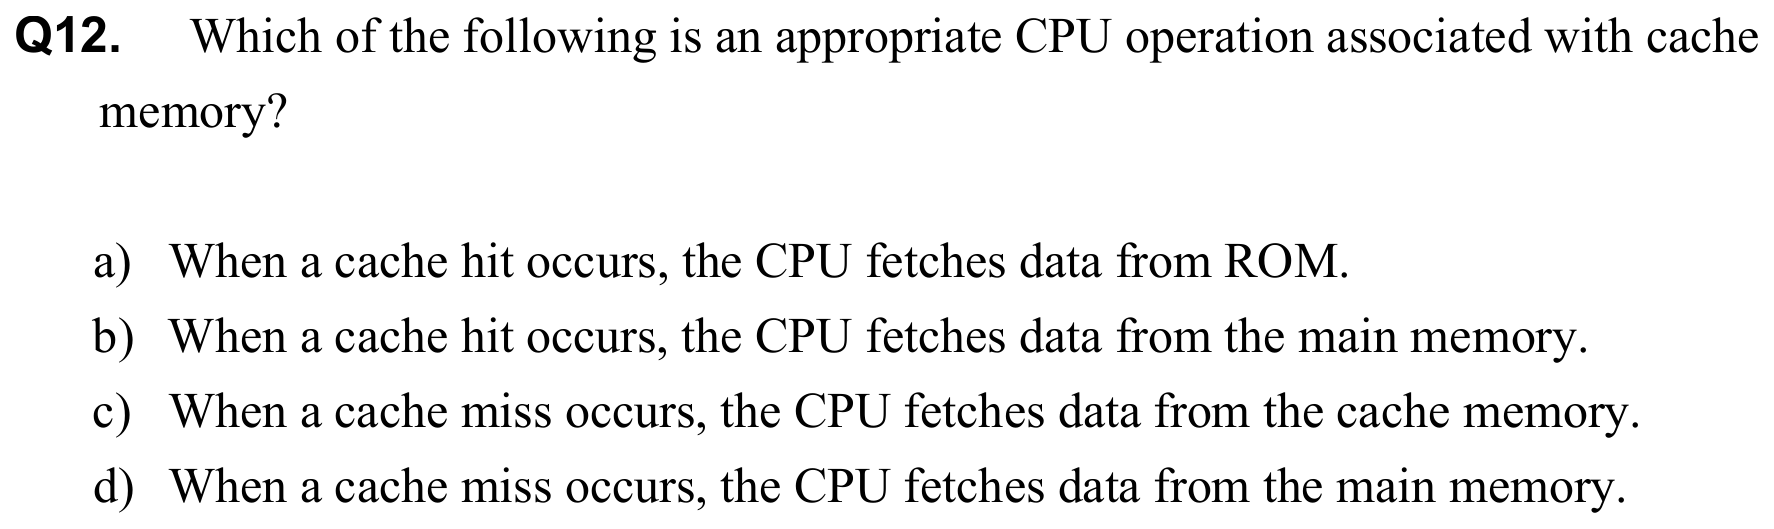 Q12. Which of the following is an appropriate CPU operation associated with cache
memory?
a) When a cache hit occurs, the CPU fetches data from ROM.
b) When a cache hit occurs, the CPU fetches data from the main memory.
c) When a cache miss occurs, the CPU fetches data from the cache memory.
d) When a cache miss occurs, the CPU fetches data from the main memory.